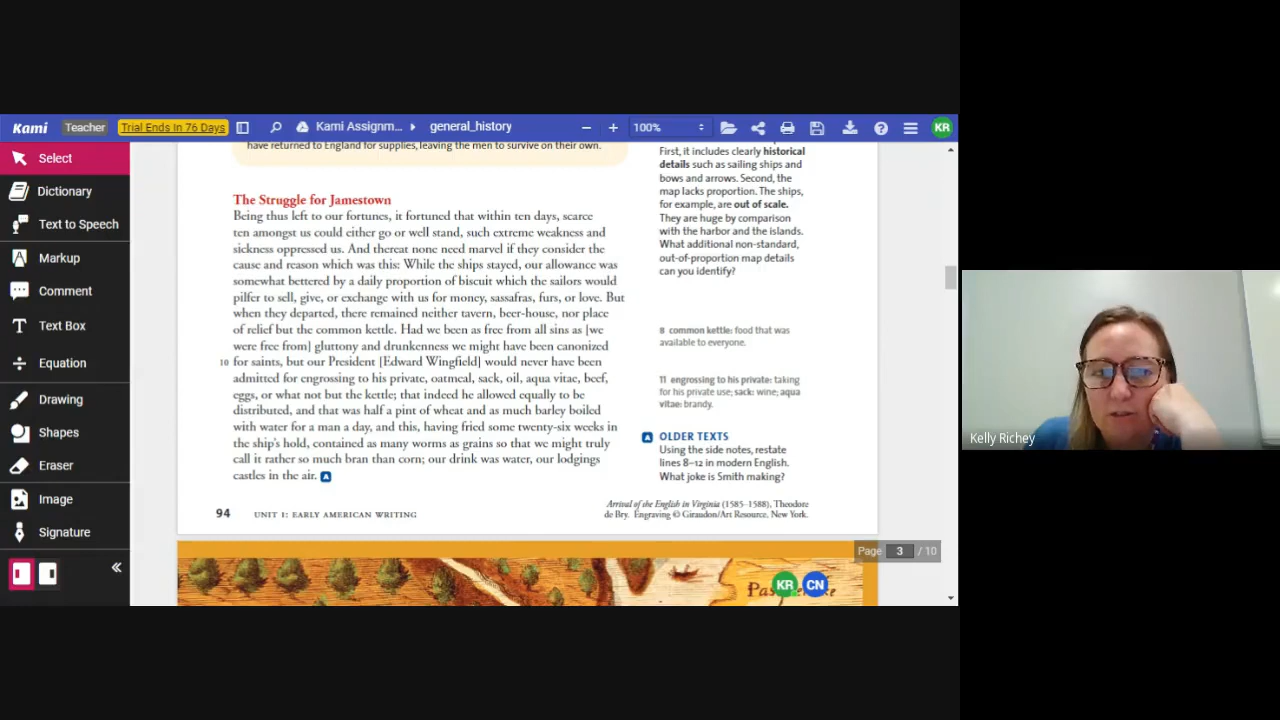 Kami Teacher Trial Ends In 76 Days Kami Assignm... general_history 100% KR
Select
Dictionary
Text to Speech
Markup
Comment
Text Box
Equation
Drawing
Shapes
Eraser
Image
Signature
have returned to England for supplies, leaving the men to survive on their own.
The Struggle for Jamestown
Being thus left to our fortunes, it fortuned that within ten days, scarce
ten amongst us could either go or well stand, such extreme weakness and
sickness oppressed us. And thereat none need marvel if they consider the
cause and reason which was this: While the ships stayed, our allowance was
somewhat bettered by a daily proportion of biscuit which the sailors would
pilfer to sell, give, or exchange with us for money, sassafras, furs, or love. But
when they departed, there remained neither tavern, beer-house, nor place
of relief but the common kettle. Had we been as free from all sins as [we
were free from] gluttony and drunkenness we might have been canonized
10 for saints, but our President [Edward Wingfield] would never have been
admitted for engrossing to his private, oatmeal, sack, oil, aqua vitae, beef,
eggs, or what not but the kettle; that indeed he allowed equally to be
distributed, and that was half a pint of wheat and as much barley boiled
with water for a man a day, and this, having fried some twenty-six weeks in
the ship's hold, contained as many worms as grains so that we might truly
call it rather so much bran than corn; our drink was water, our lodgings
castles in the air. A
First, it includes clearly historical
details such as sailing ships and
bows and arrows. Second, the
map lacks proportion. The ships,
for example, are out of scale.
They are huge by comparison
with the harbor and the islands.
What additional non-standard,
out-of-proportion map details
can you identify?
8 common kettle: food that was
available to everyone.
11 engrossing to his private: taking
for his private use; sack: wine; aqua
vitae: brandy.
A OLDER TEXTS
Using the side notes, restate
lines 8–12 in modern English.
What joke is Smith making?
94 UNIT 1: EARLY AMERICAN WRITING
Arrival of the English in Virginia (1585–1588), Theodore
de Bry. Engraving © Giraudon/Art Resource, New York.
Page 3 / 10
KR CN
Kelly Richey